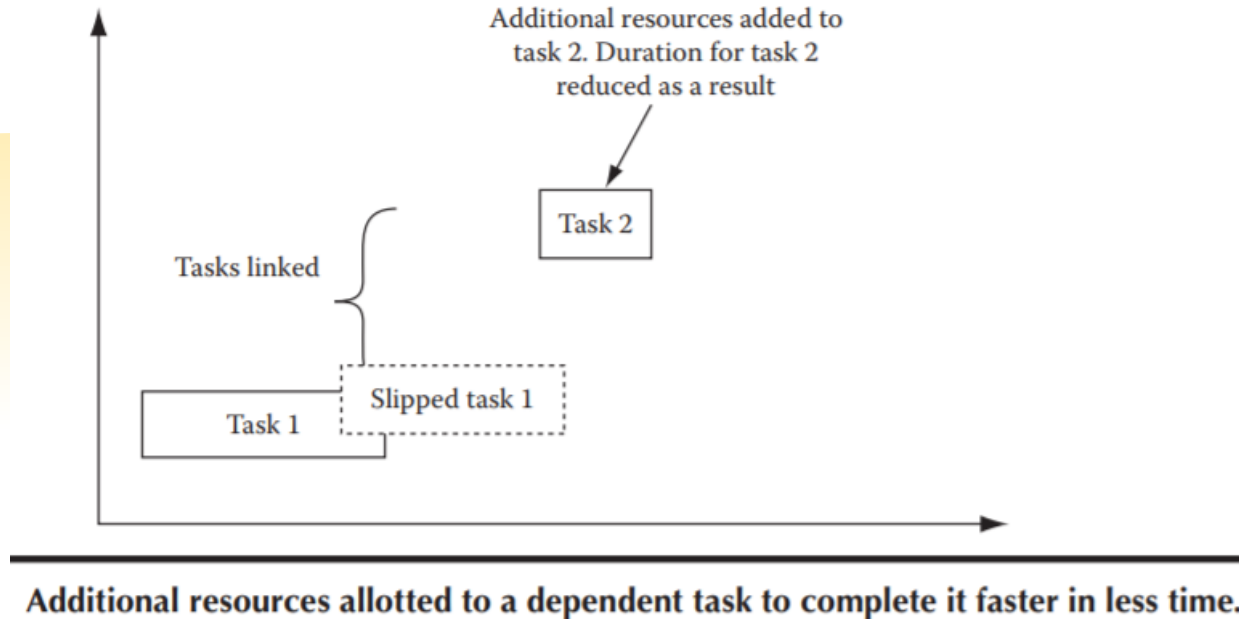 Additional resources added to
task 2. Duration for task 2
reduced as a result
Task 2
Tasks linked
Slipped task 1
Task 1
Additional resources allotted to a dependent task to complete it faster in less time.